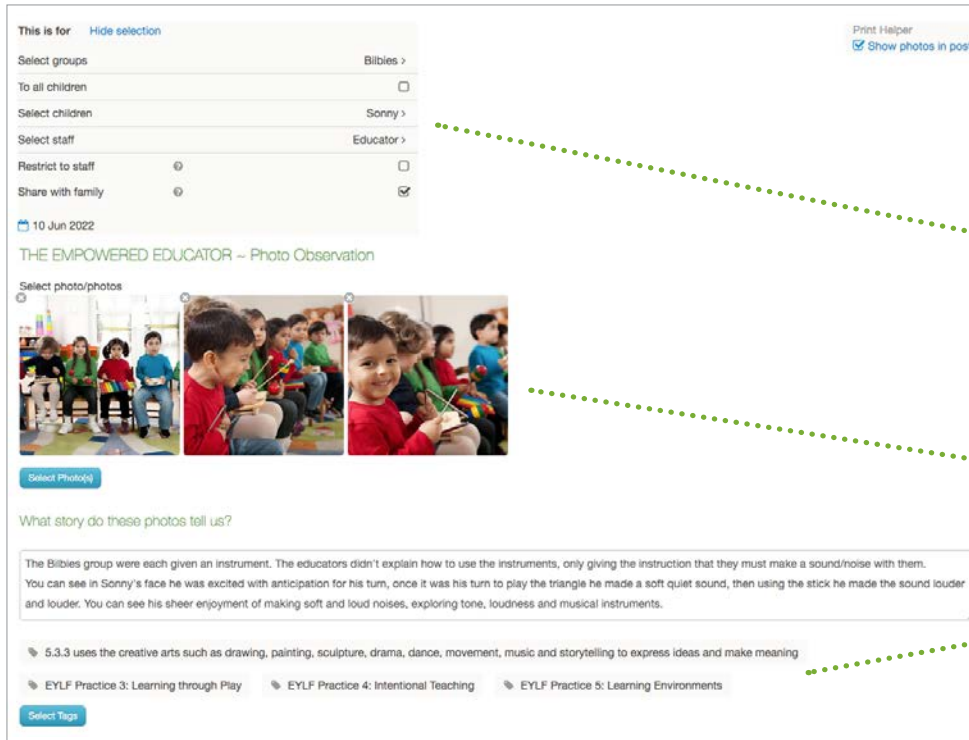 This is for Hide selection
Print Helper
Show photos in post
Select groups Bilbies >
To all children
Select children Sonny >
Select staff Educator >
Restrict to staff
Share with family
10 Jun 2022
THE EMPOWERED EDUCATOR ~ Photo Observation
Select photo/photos
Select Photo(s)
What story do these photos tell us?
The Bilbies group were each given an instrument. The educators didn't explain how to use the instruments, only giving the instruction that they must make a sound/noise with them.
You can see in Sonny's face he was excited with anticipation for his turn, once it was his turn to play the triangle he made a soft quiet sound, then using the stick he made the sound louder
and louder. You can see his sheer enjoyment of making soft and loud noises, exploring tone, loudness and musical instruments.
5.3.3 uses the creative arts such as drawing, painting, sculpture, drama, dance, movement, music and storytelling to express ideas and make meaning
EYLF Practice 3: Learning through Play EYLF Practice 4: Intentional Teaching EYLF Practice 5: Learning Environments
Select Tags